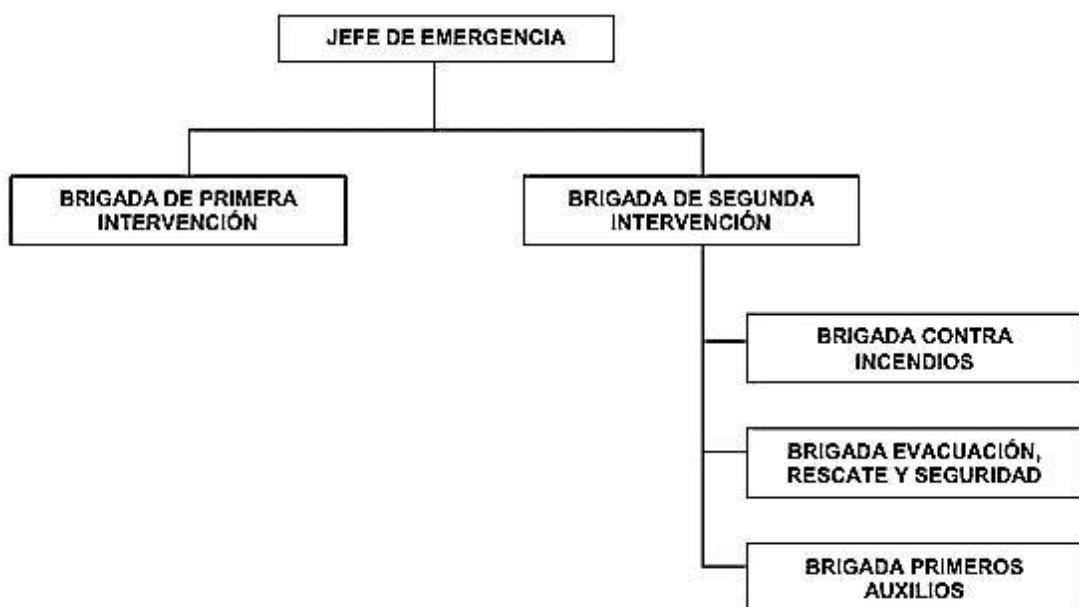 JEFE DE EMERGENCIA
BRIGADA DE PRIMERA
INTERVENCIÓN
BRIGADA DE SEGUNDA
INTERVENCIÓN
BRIGADA CONTRA
INCENDIOS
BRIGADA EVACUACIÓN,
RESCATE Y SEGURIDAD
BRIGADA PRIMEROS
AUXILIOS